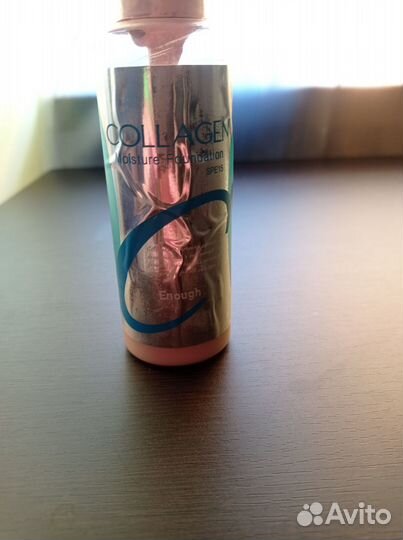 COLLAGEN
Moisture Foundation
SPF15
Enough
Avito